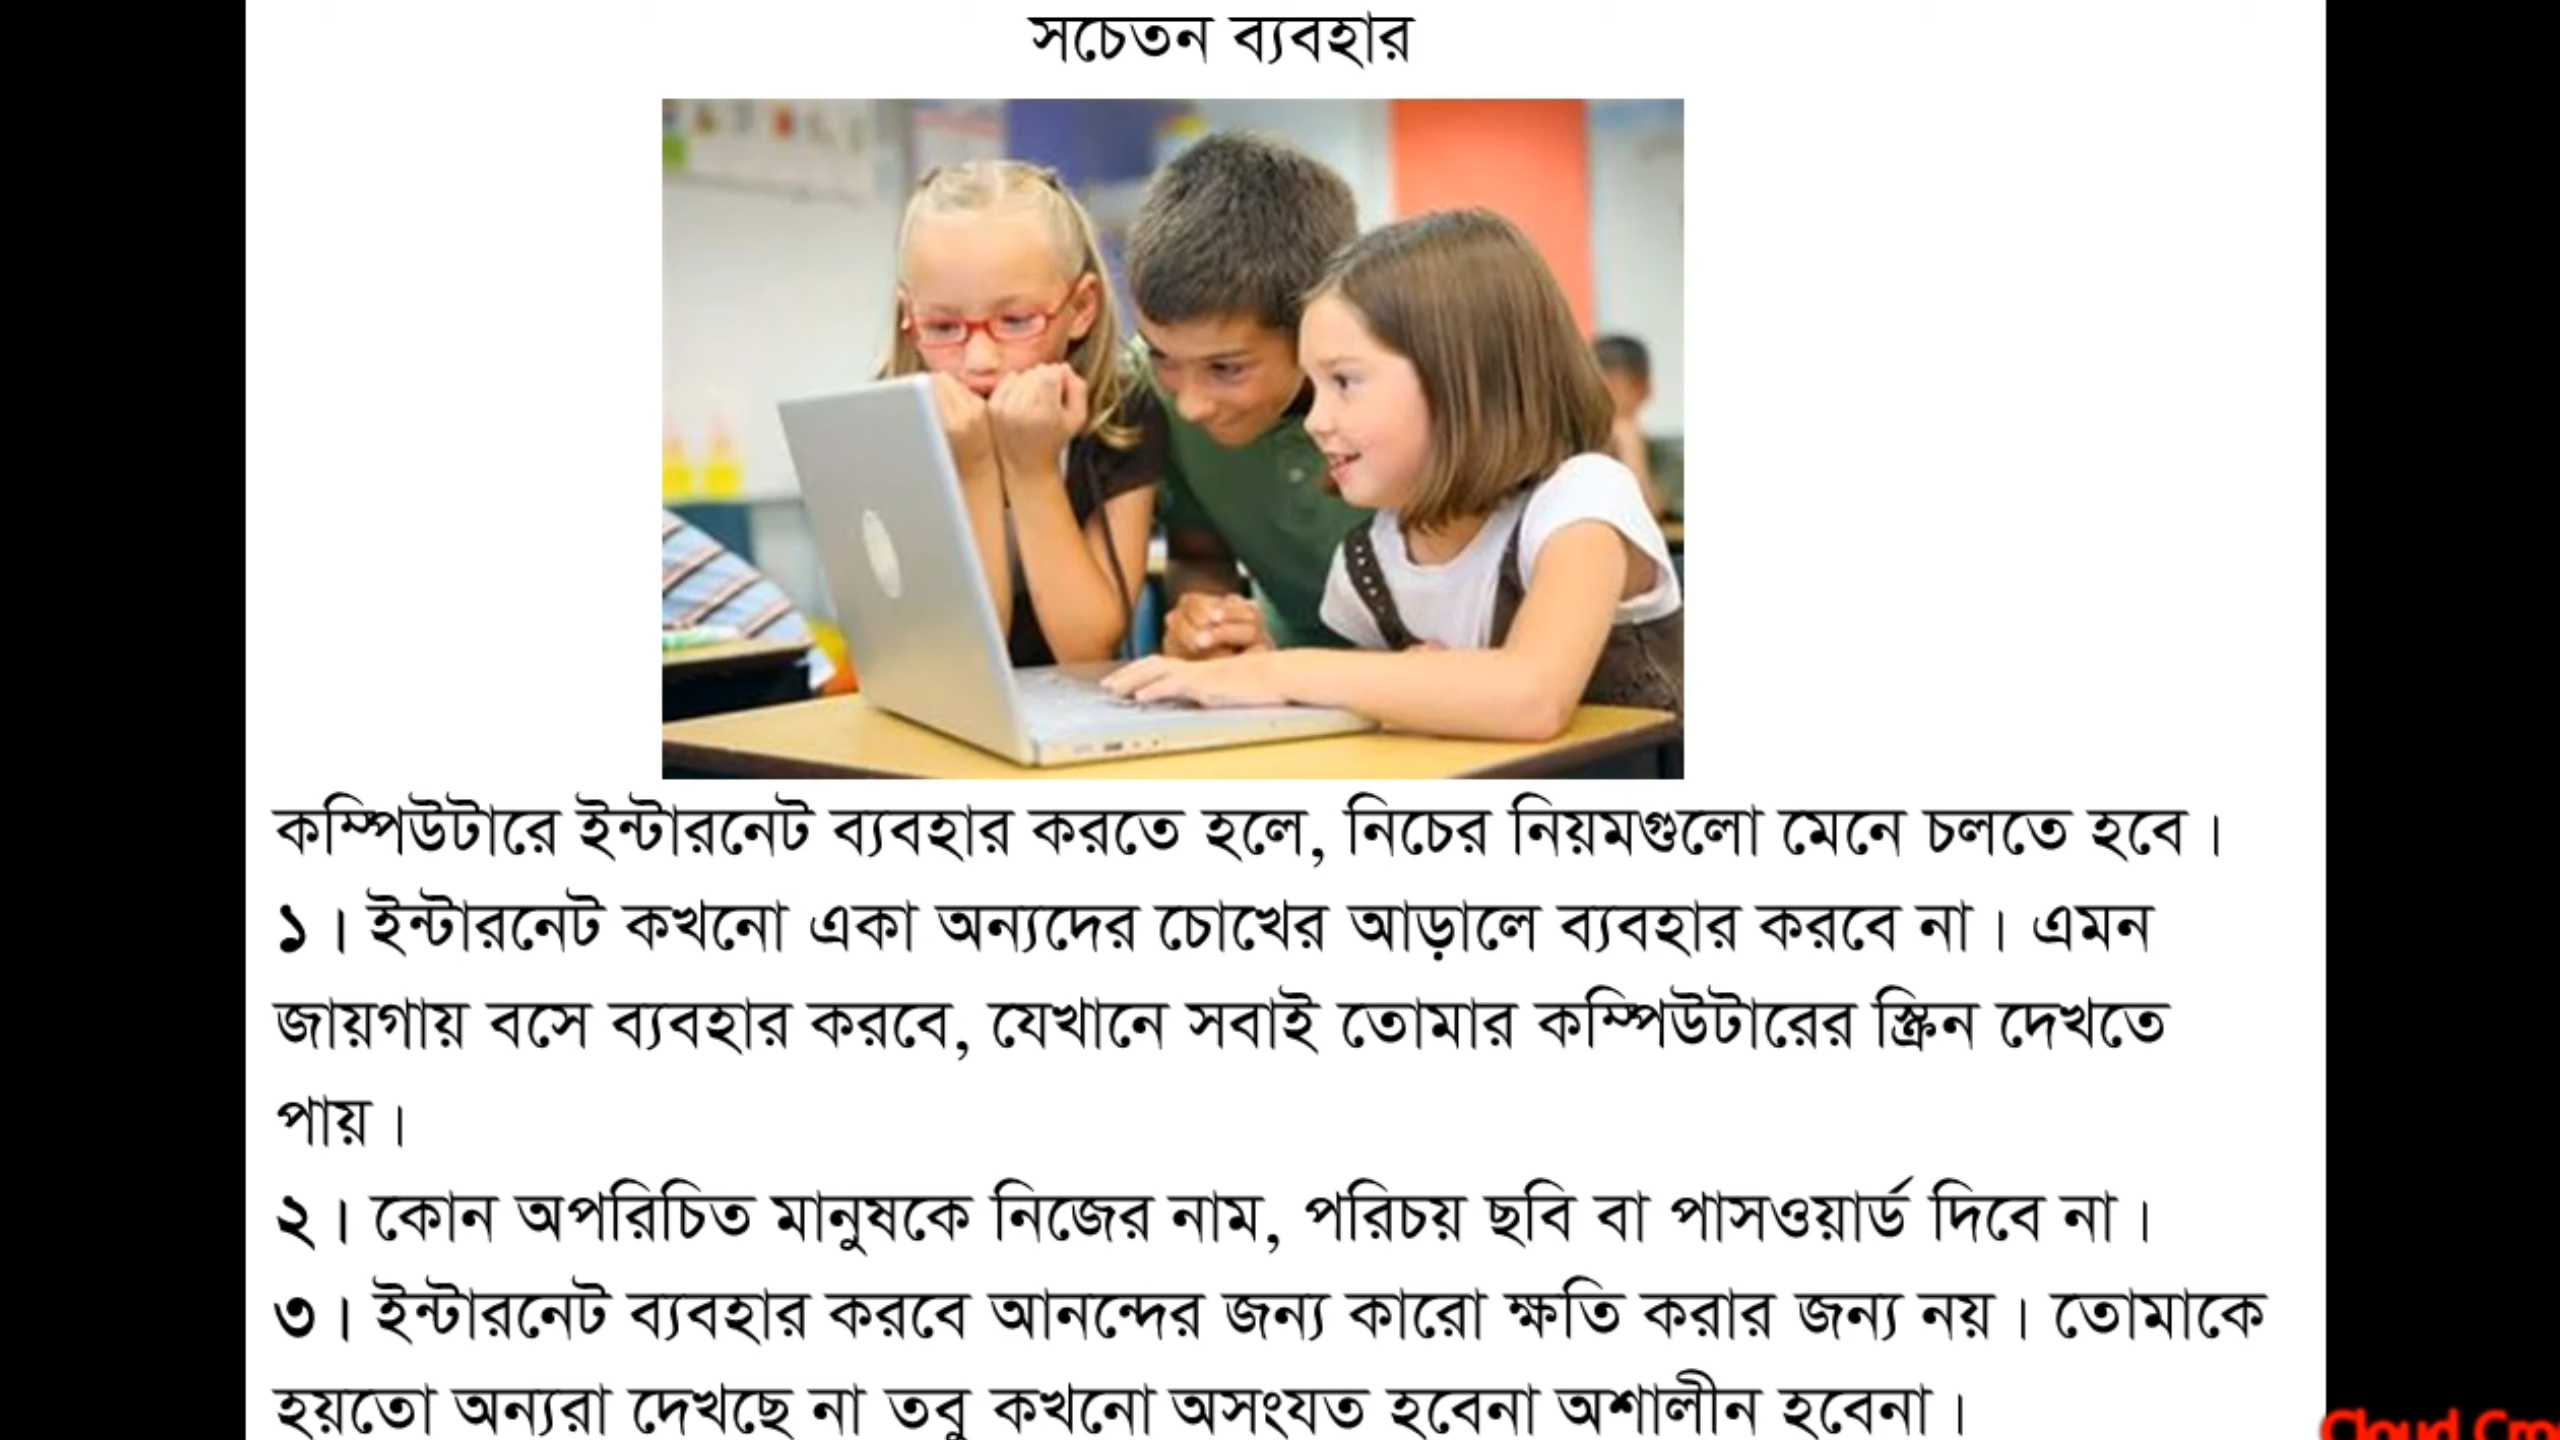 সচেতন ব্যবহার
কম্পিউটারে ইন্টারনেট ব্যবহার করতে হলে, নিচের নিয়মগুলো মেনে চলতে হবে।
১। ইন্টারনেট কখনো একা অন্যদের চোখের আড়ালে ব্যবহার করবে না। এমন
জায়গায় বসে ব্যবহার করবে, যেখানে সবাই তোমার কম্পিউটারের স্ক্রিন দেখতে
পায়।
২। কোন অপরিচিত মানুষকে নিজের নাম, পরিচয় ছবি বা পাসওয়ার্ড দিবে না।
৩। ইন্টারনেট ব্যবহার করবে আনন্দের জন্য কারো ক্ষতি করার জন্য নয়। তোমাকে
হয়তো অন্যরা দেখছে না তবু কখনো অসংযত হবেনা অশালীন হবেনা।
Cloud